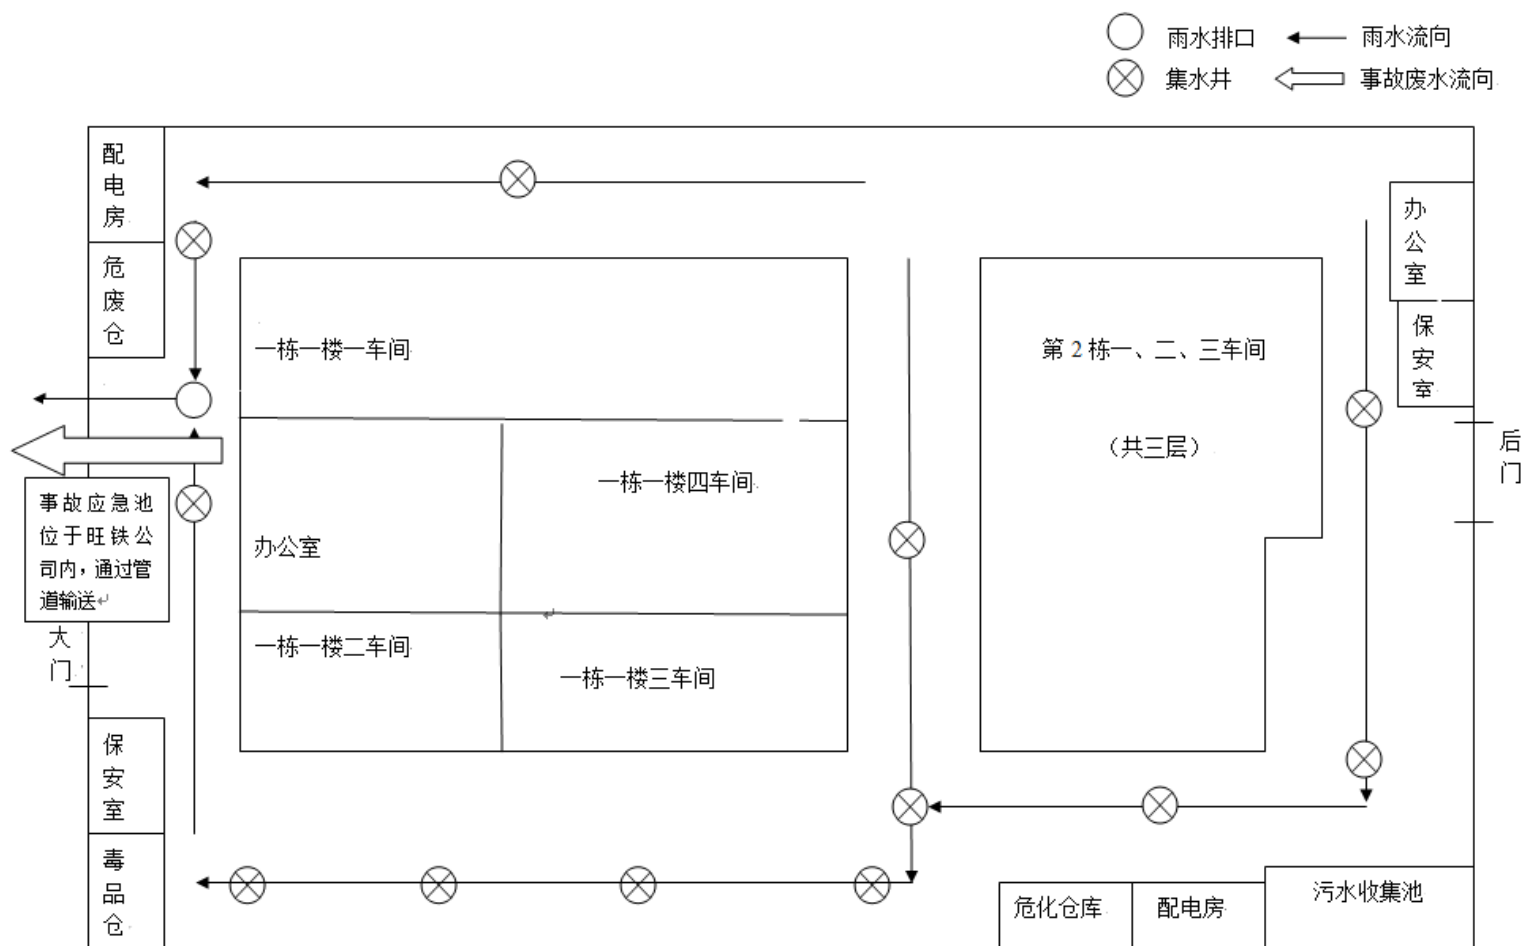 雨水排口
雨水流向
集水井
事故废水流向
配
电
房
危
废
仓
办
公
室
保
安
室
一栋一楼一车间
第 2 栋一、二、三车间
（共三层）
后
门
一栋一楼四车间
事故应急池
位于旺铁公
司内，通过管
道输送
办公室
大
门
一栋一楼二车间
一栋一楼三车间
保
安
室
毒
品
仓
危化仓库
配电房
污水收集池